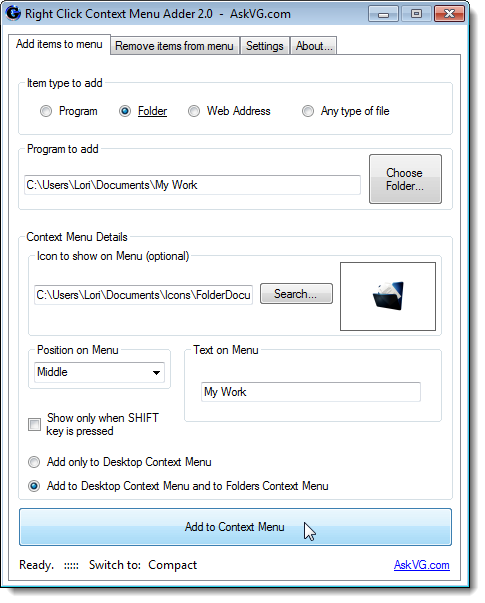 Right Click Context Menu Adder 2.0 - AskVG.com
Add items to menu
Remove items from menu
Settings
About...
Item type to add
Program
Folder
Web Address
Any type of file
Program to add
C:\Users\Lori\Documents\My Work
Choose
Folder...
Context Menu Details
Icon to show on Menu (optional)
C:\Users\Lori\Documents\Icons\FolderDocu
Search...
Position on Menu
Middle
Text on Menu
My Work
Show only when SHIFT
key is pressed
Add only to Desktop Context Menu
Add to Desktop Context Menu and to Folders Context Menu
Add to Context Menu
Ready. ::::: Switch to: Compact
AskVG.com